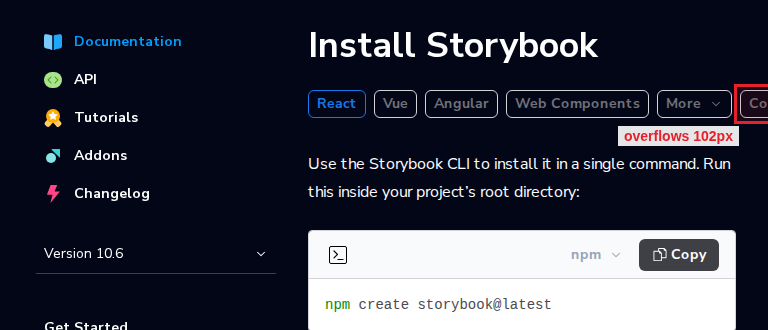 Documentation
API
Tutorials
Addons
Changelog
Version 10.6
Get Started
Install Storybook
React Vue Angular Web Components More
overflows 102px
Use the Storybook CLI to install it in a single command. Run
this inside your project’s root directory:
npm Copy
npm create storybook@latest